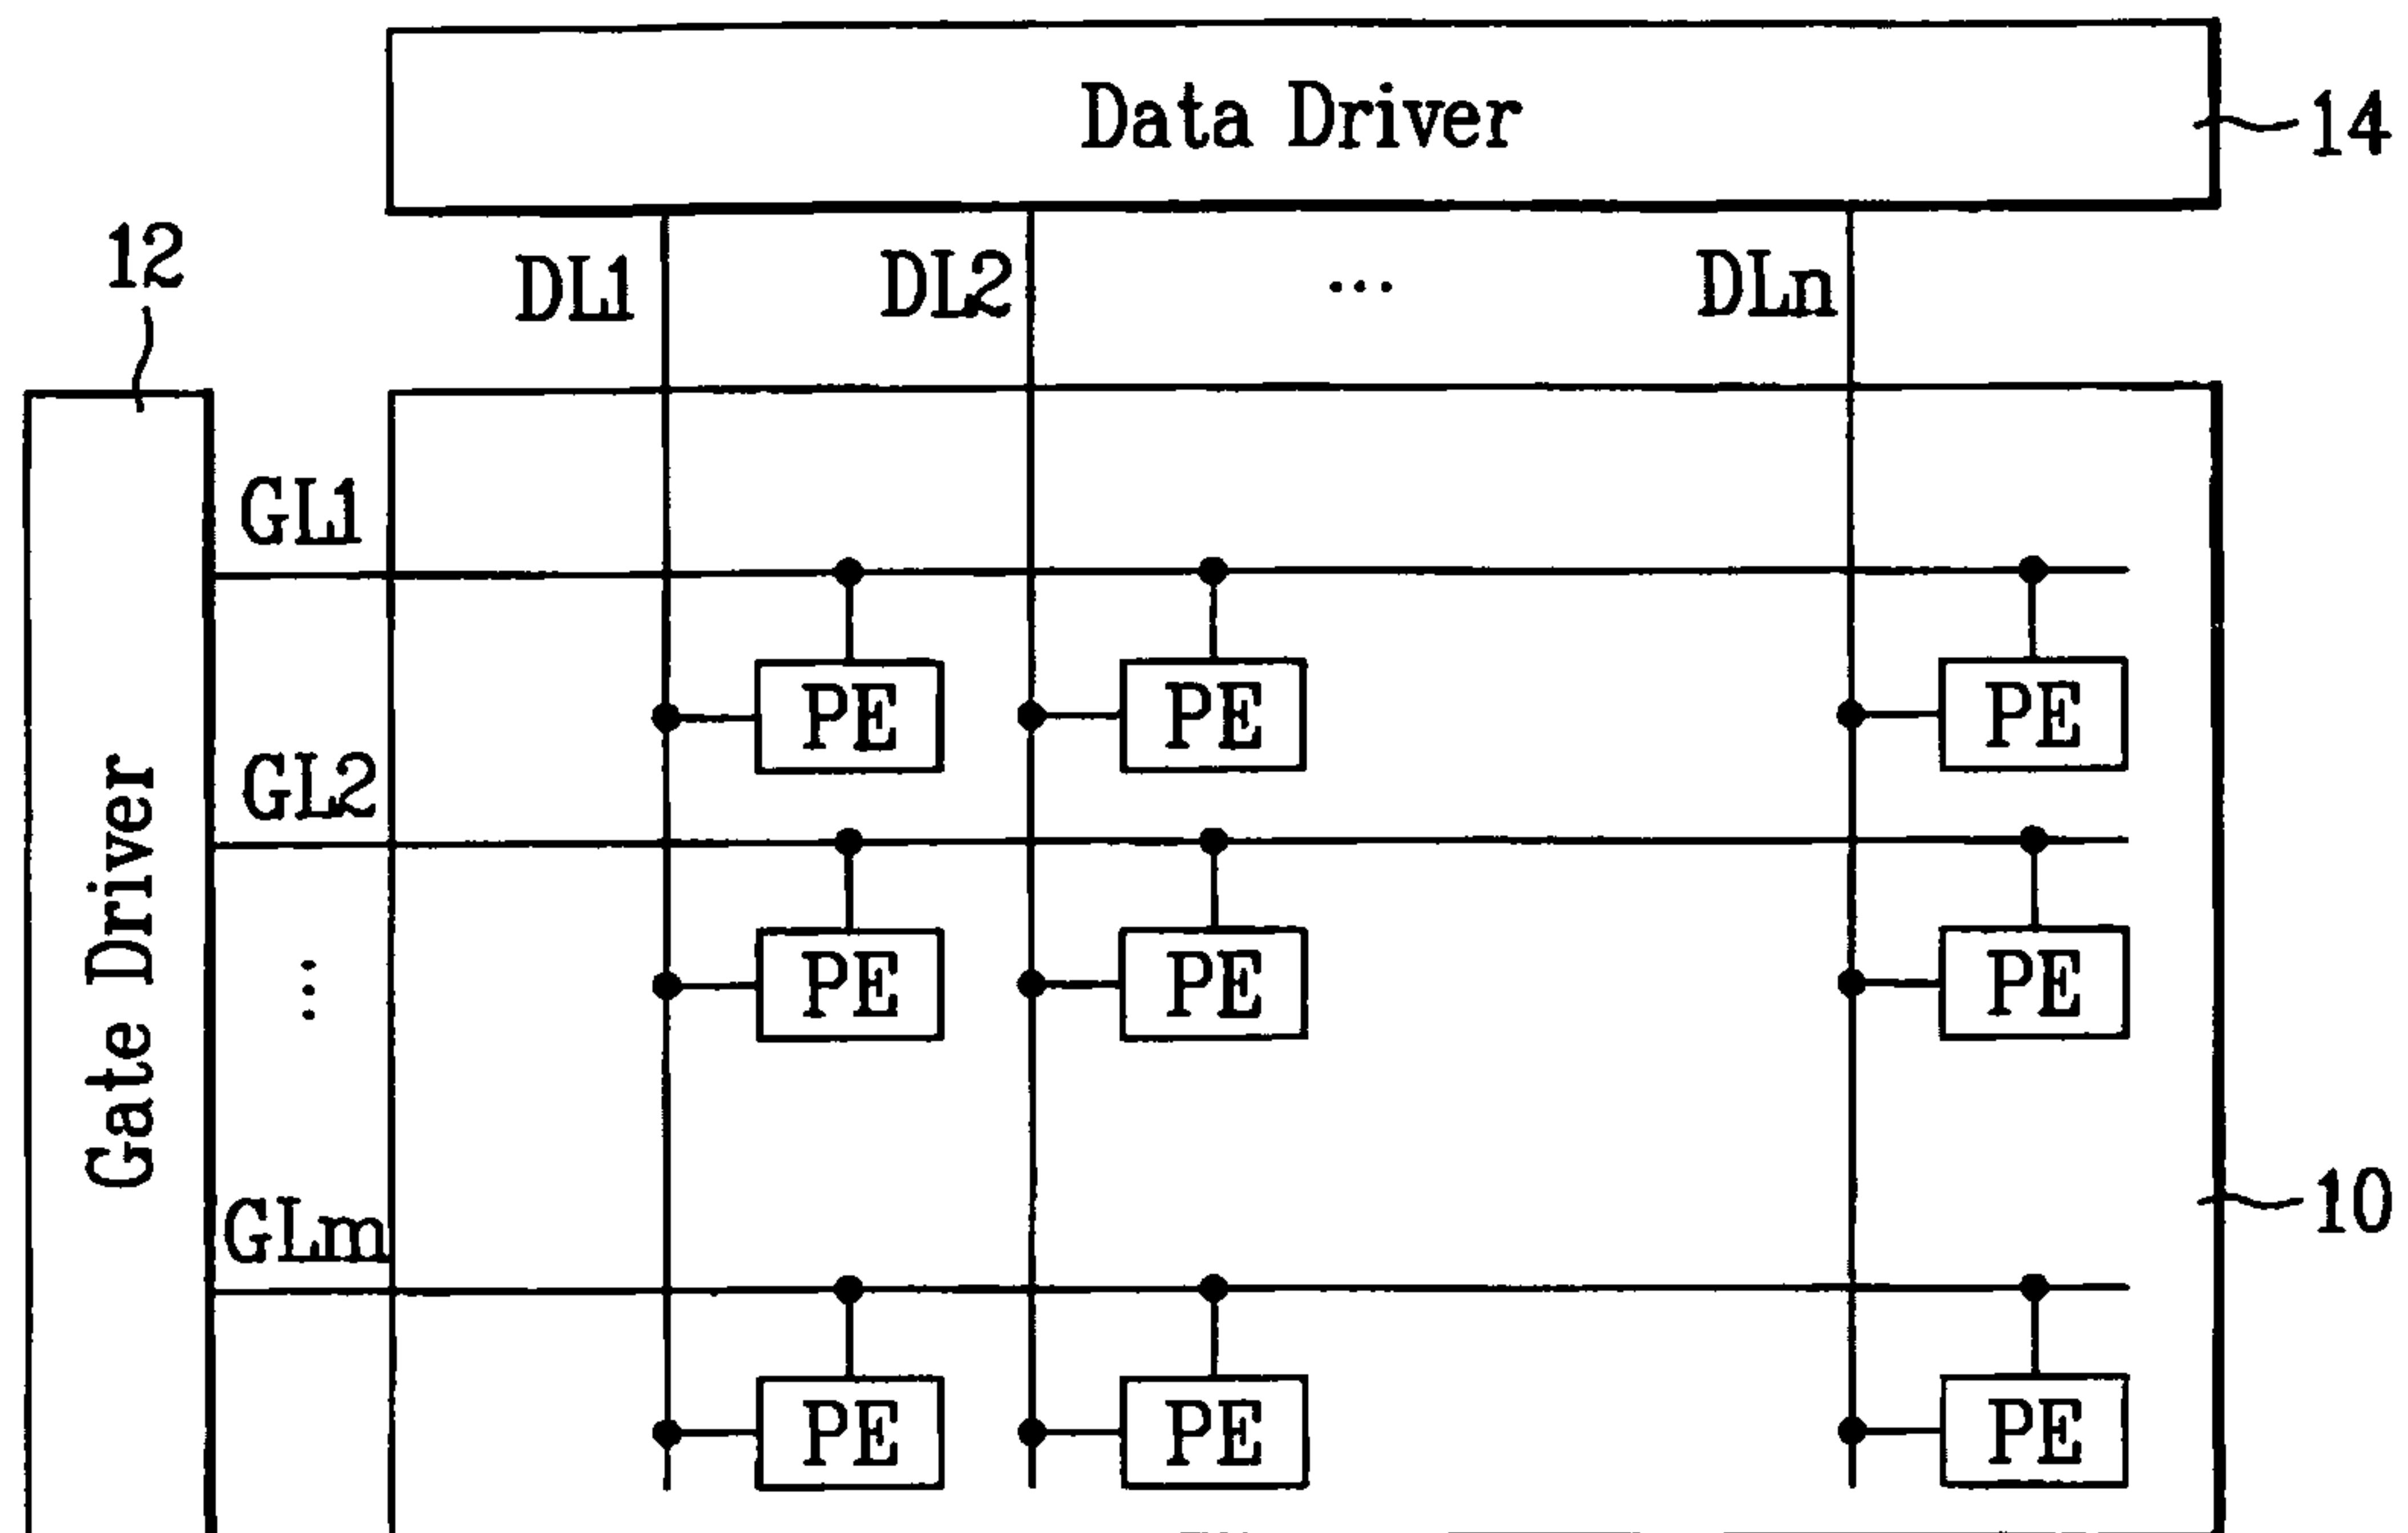 Data Driver
14
12
DL1 DL2 ... DLn
GL1
PE PE PE
GL2
PE PE PE
Gate Driver
⋮
10
GLm
PE PE PE